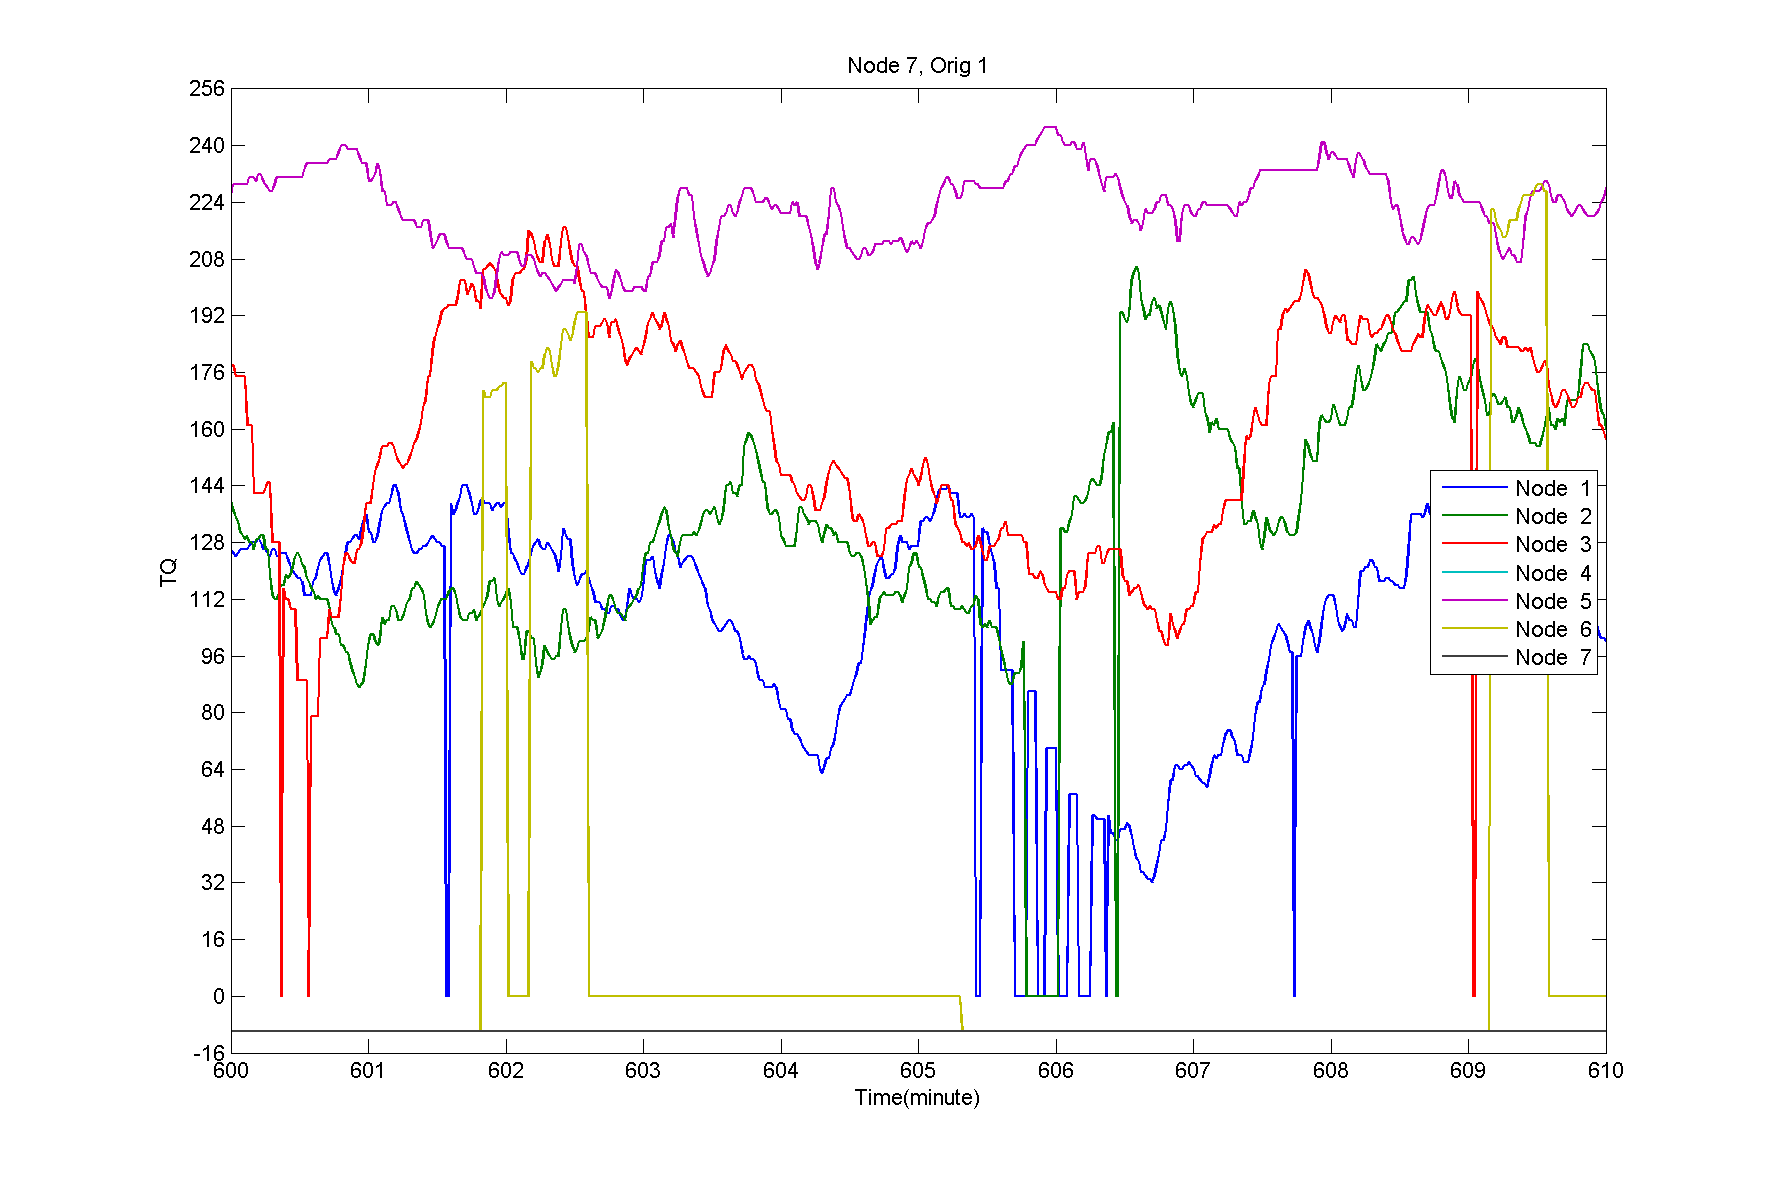 Node 7, Orig 1
256
240
224
208
192
176
160
144
128
112
96
80
64
48
32
16
0
-16
TQ
Node 1
Node 2
Node 3
Node 4
Node 5
Node 6
Node 7
600 601 602 603 604 605 606 607 608 609 610
Time(minute)